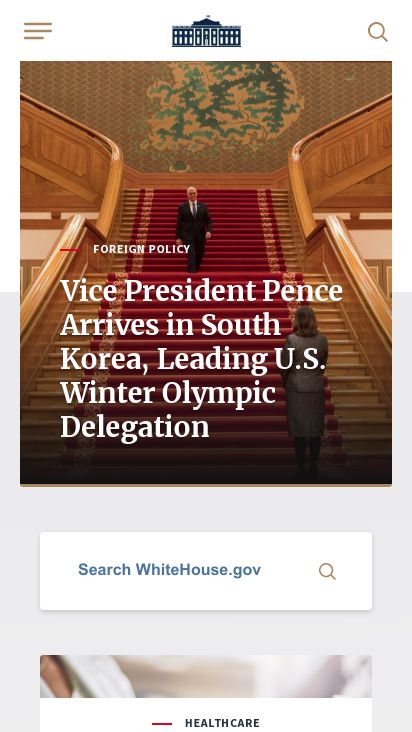 FOREIGN POLICY
Vice President Pence
Arrives in South
Korea, Leading U.S.
Winter Olympic
Delegation
Search WhiteHouse.gov
HEALTHCARE